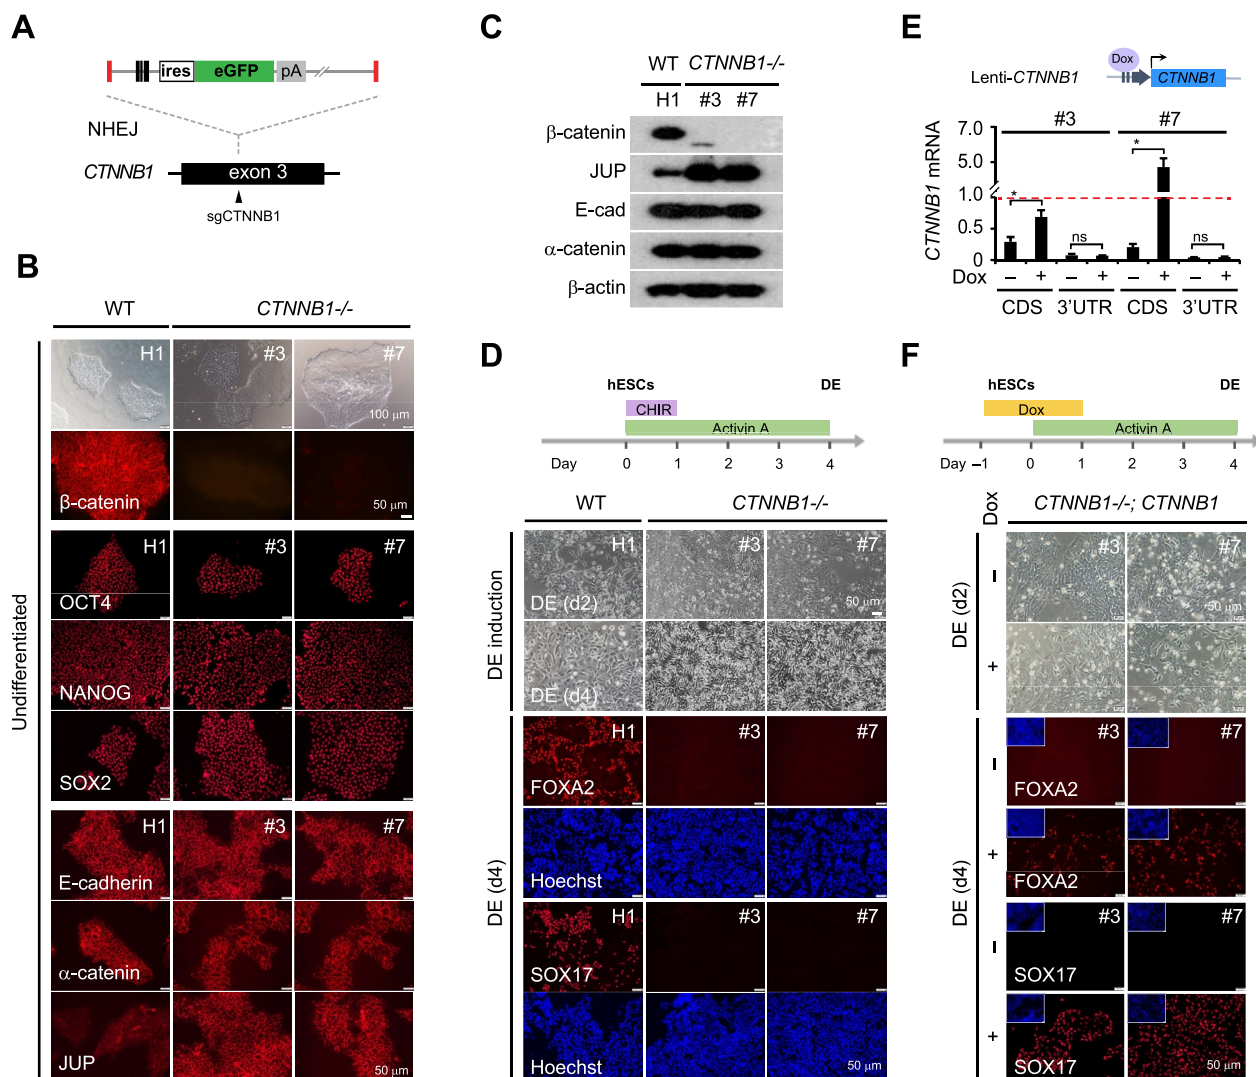 A
ires
eGFP
pA
NHEJ
CTNNB1
exon 3
sgCTNNB1
B
WT
CTNNB1-/-
Undifferentiated
H1
#3
#7
100 μm
β-catenin
50 μm
H1
#3
#7
OCT4
NANOG
SOX2
H1
#3
#7
E-cadherin
α-catenin
JUP
50 μm
C
WT
CTNNB1-/-
H1
#3
#7
β-catenin
JUP
E-cad
α-catenin
β-actin
D
hESCs
DE
CHIR
Activin A
Day
0
1
2
3
4
WT
CTNNB1-/-
DE induction
H1
#3
#7
DE (d2)
50 μm
DE (d4)
DE (d4)
H1
#3
#7
FOXA2
Hoechst
H1
#3
#7
SOX17
Hoechst
50 μm
E
Dox
Lenti-CTNNB1
CTNNB1
#3
#7
CTNNB1 mRNA
7.0
5.0
1.0
0.5
0
*
ns
*
ns
Dox
– + – + – + – +
CDS
3'UTR
CDS
3'UTR
F
hESCs
DE
Dox
Activin A
Day
–1
0
1
2
3
4
Dox
CTNNB1-/-; CTNNB1
DE (d2)
–
#3
#7
50 μm
+
DE (d4)
–
#3
#7
FOXA2
+
FOXA2
–
#3
#7
SOX17
+
SOX17
50 μm